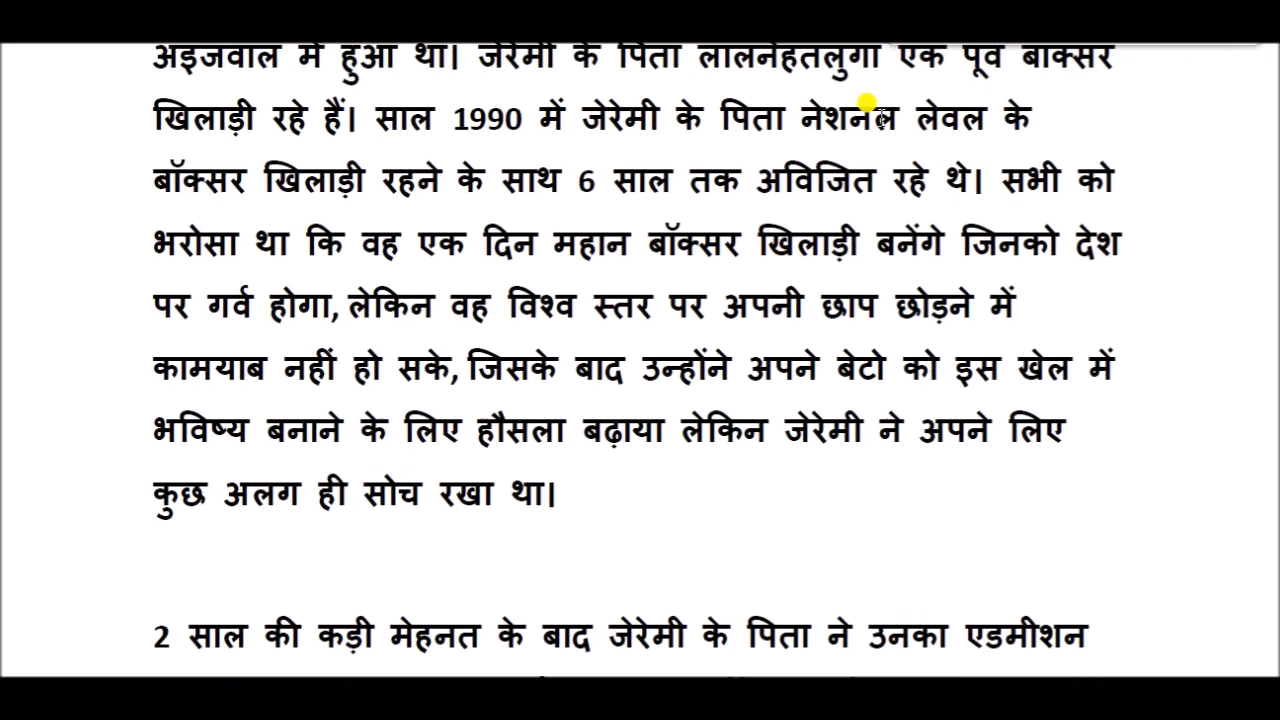 अइजवाल में हुआ था। जेरेमी के पिता लालनेहतलुगा एक पूर्व बॉक्सर
खिलाड़ी रहे हैं। साल 1990 में जेरेमी के पिता नेशनल लेवल के
बॉक्सर खिलाड़ी रहने के साथ 6 साल तक अविजित रहे थे। सभी को
भरोसा था कि वह एक दिन महान बॉक्सर खिलाड़ी बनेंगे जिनको देश
पर गर्व होगा, लेकिन वह विश्व स्तर पर अपनी छाप छोड़ने में
कामयाब नहीं हो सके, जिसके बाद उन्होंने अपने बेटो को इस खेल में
भविष्य बनाने के लिए हौसला बढ़ाया लेकिन जेरेमी ने अपने लिए
कुछ अलग ही सोच रखा था।
2 साल की कड़ी मेहनत के बाद जेरेमी के पिता ने उनका एडमीशन